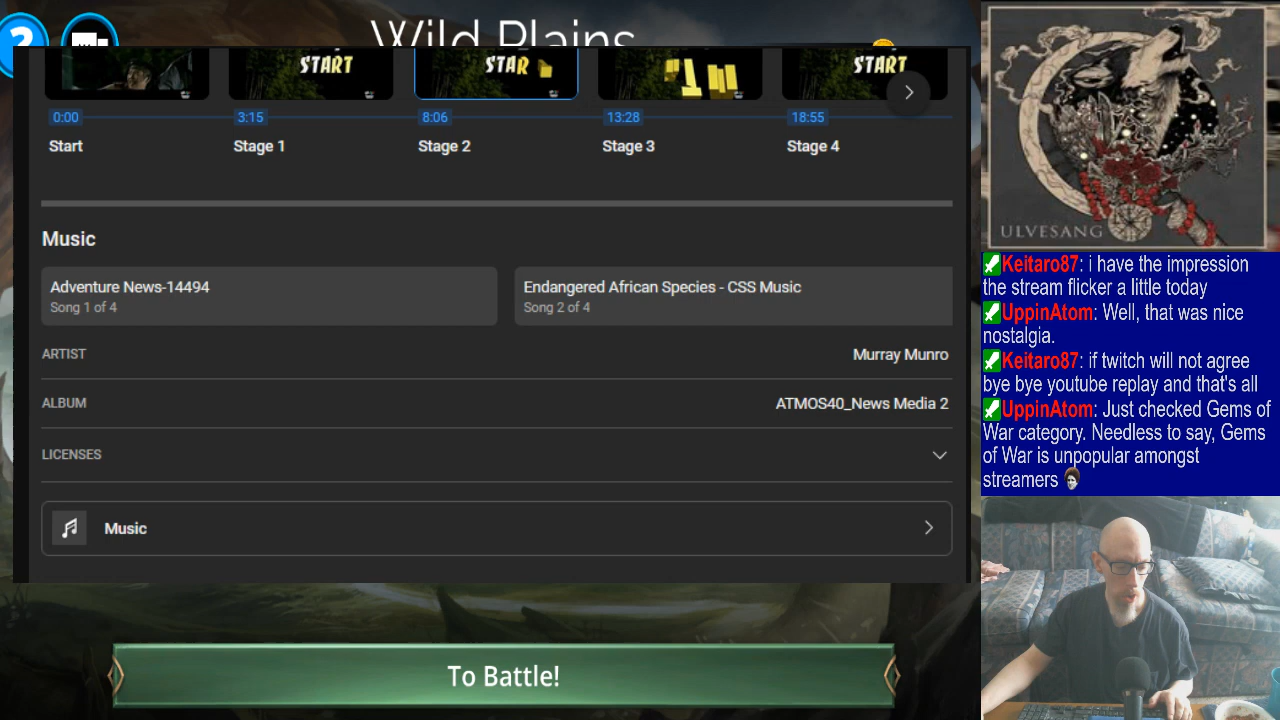 ?
Wild Plains
START
STAR
START
0:00
3:15
8:06
13:28
18:55
Start
Stage 1
Stage 2
Stage 3
Stage 4
Music
Adventure News-14494
Song 1 of 4
Endangered African Species - CSS Music
Song 2 of 4
ARTIST
Murray Munro
ALBUM
ATMOS40_News Media 2
LICENSES
Music
To Battle!
ULVESANG
Keitaro87: i have the impression
the stream flicker a little today
UppinAtom: Well, that was nice
nostalgia.
Keitaro87: if twitch will not agree
bye bye youtube replay and that's all
UppinAtom: Just checked Gems of
War category. Needless to say, Gems
of War is unpopular amongst
streamers